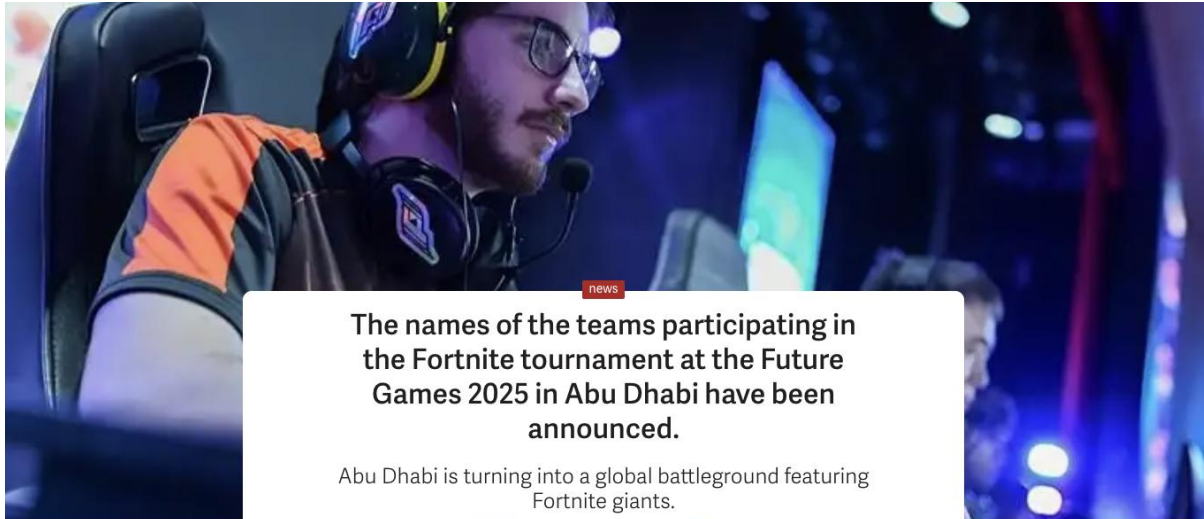 news
The names of the teams participating in
the Fortnite tournament at the Future
Games 2025 in Abu Dhabi have been
announced.
Abu Dhabi is turning into a global battleground featuring
Fortnite giants.